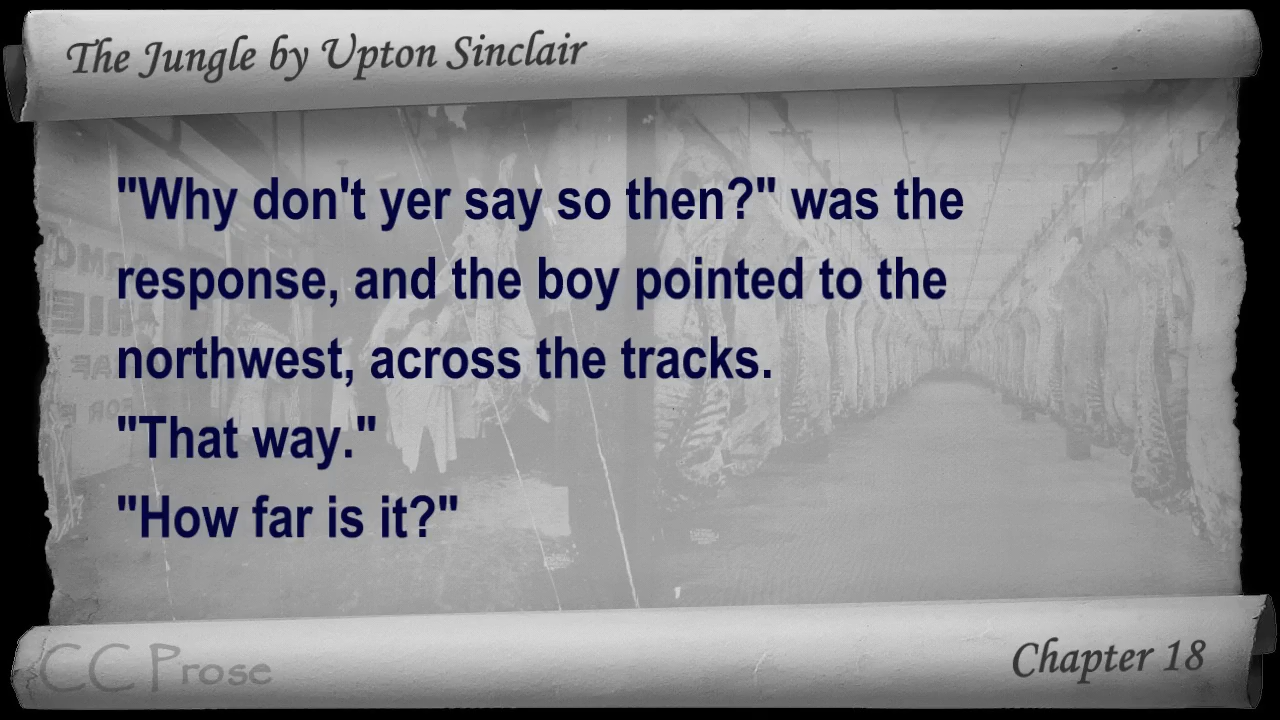 The Jungle by Upton Sinclair
"Why don't yer say so then?" was the
response, and the boy pointed to the
northwest, across the tracks.
"That way."
"How far is it?"
CC Prose
Chapter 18